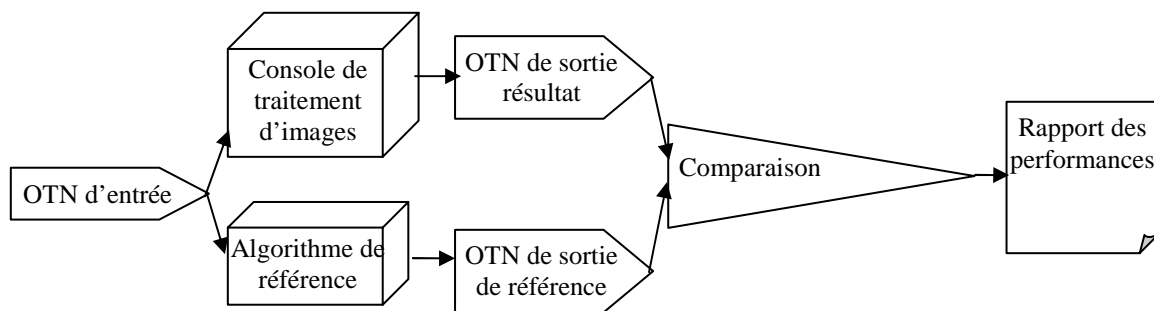 OTN d’entrée
Console de
traitement
d’images
OTN de sortie
résultat
Algorithme de
référence
OTN de sortie
de référence
Comparaison
Rapport des
performances